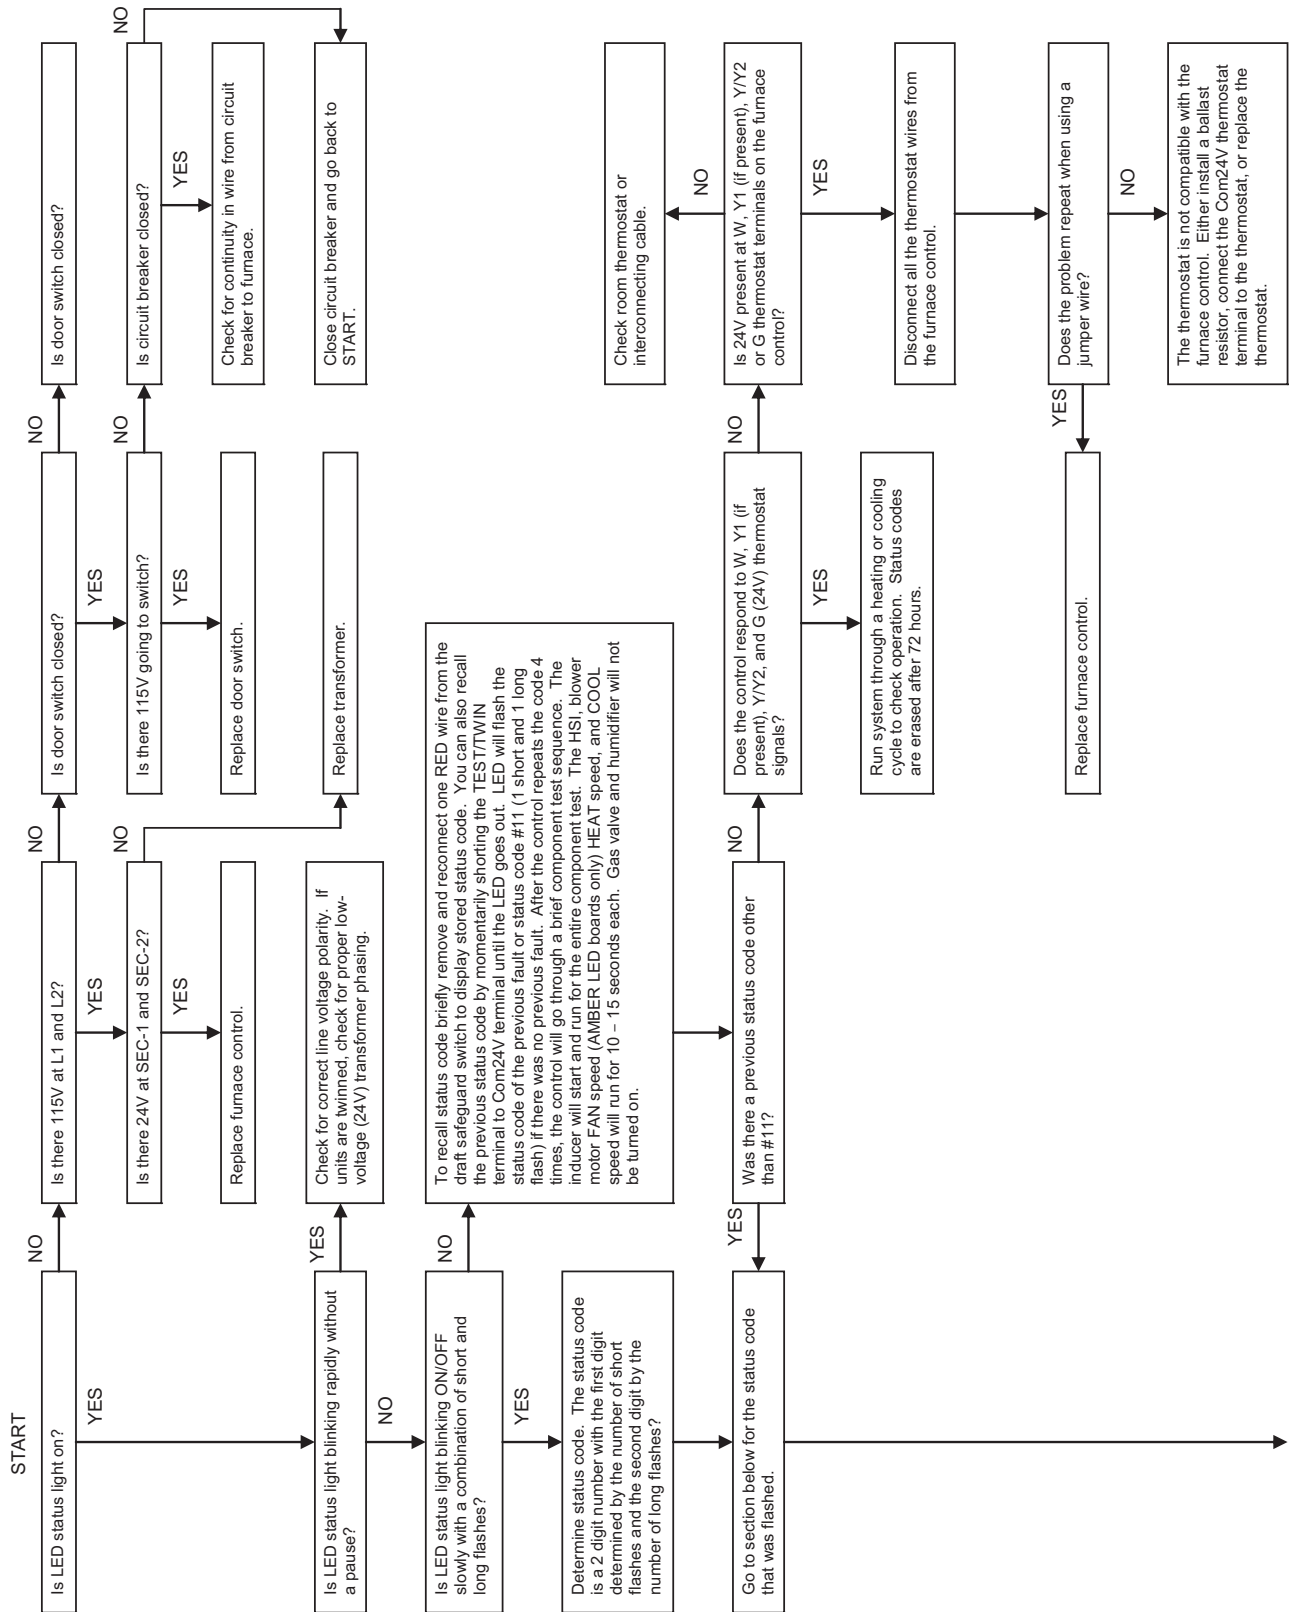 START
Is LED status light on?
NO
YES
Is there 115V at L1 and L2?
NO
YES
Is door switch closed?
NO
YES
Is door switch closed?
Is there 24V at SEC-1 and SEC-2?
NO
YES
Is there 115V going to switch?
NO
YES
Is circuit breaker closed?
NO
YES
Replace furnace control.
Replace door switch.
Check for continuity in wire from circuit
breaker to furnace.
Replace transformer.
Close circuit breaker and go back to
START.
Is LED status light blinking rapidly without
a pause?
YES
NO
Check for correct line voltage polarity.  If
units are twinned, check for proper low-
voltage (24V) transformer phasing.
Is LED status light blinking ON/OFF
slowly with a combination of short and
long flashes?
NO
YES
To recall status code briefly remove and reconnect one RED wire from the
draft safeguard switch to display stored status code.  You can also recall
the previous status code by momentarily shorting the TEST/TWIN
terminal to Com24V terminal until the LED goes out.  LED will flash the
status code of the previous fault or status code #11 (1 short and 1 long
flash) if there was no previous fault.  After the control repeats the code 4
times, the control will go through a brief component test sequence.  The
inducer will start and run for the entire component test.  The HSI, blower
motor FAN speed (AMBER LED boards only) HEAT speed, and COOL
speed will run for 10 – 15 seconds each.  Gas valve and humidifier will not
be turned on.
Determine status code.  The status code
is a 2 digit number with the first digit
determined by the number of short
flashes and the second digit by the
number of long flashes?
Check room thermostat or
interconnecting cable.
NO
Go to section below for the status code
that was flashed.
YES
Was there a previous status code other
than #11?
NO
Does the control respond to W, Y1 (if
present), Y/Y2, and G (24V) thermostat
signals?
NO
YES
Is 24V present at W, Y1 (if present), Y/Y2
or G thermostat terminals on the furnace
control?
YES
Run system through a heating or cooling
cycle to check operation.  Status codes
are erased after 72 hours.
Disconnect all the thermostat wires from
the furnace control.
Replace furnace control.
YES
Does the problem repeat when using a
jumper wire?
NO
The thermostat is not compatible with the
furnace control.  Either install a ballast
resistor, connect the Com24V thermostat
terminal to the thermostat, or replace the
thermostat.